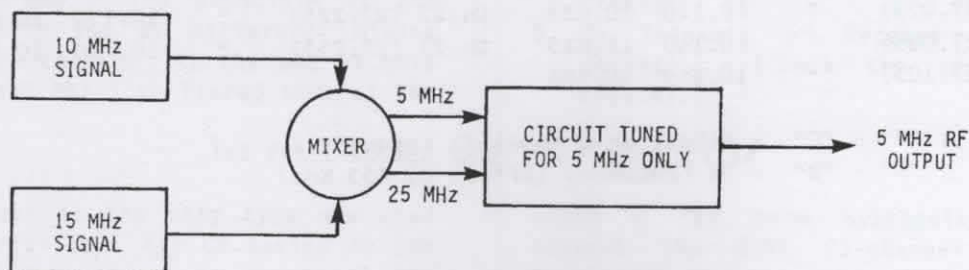 10 MHz
SIGNAL
5 MHz
MIXER
25 MHz
CIRCUIT TUNED
FOR 5 MHz ONLY
5 MHz RF
OUTPUT
15 MHz
SIGNAL